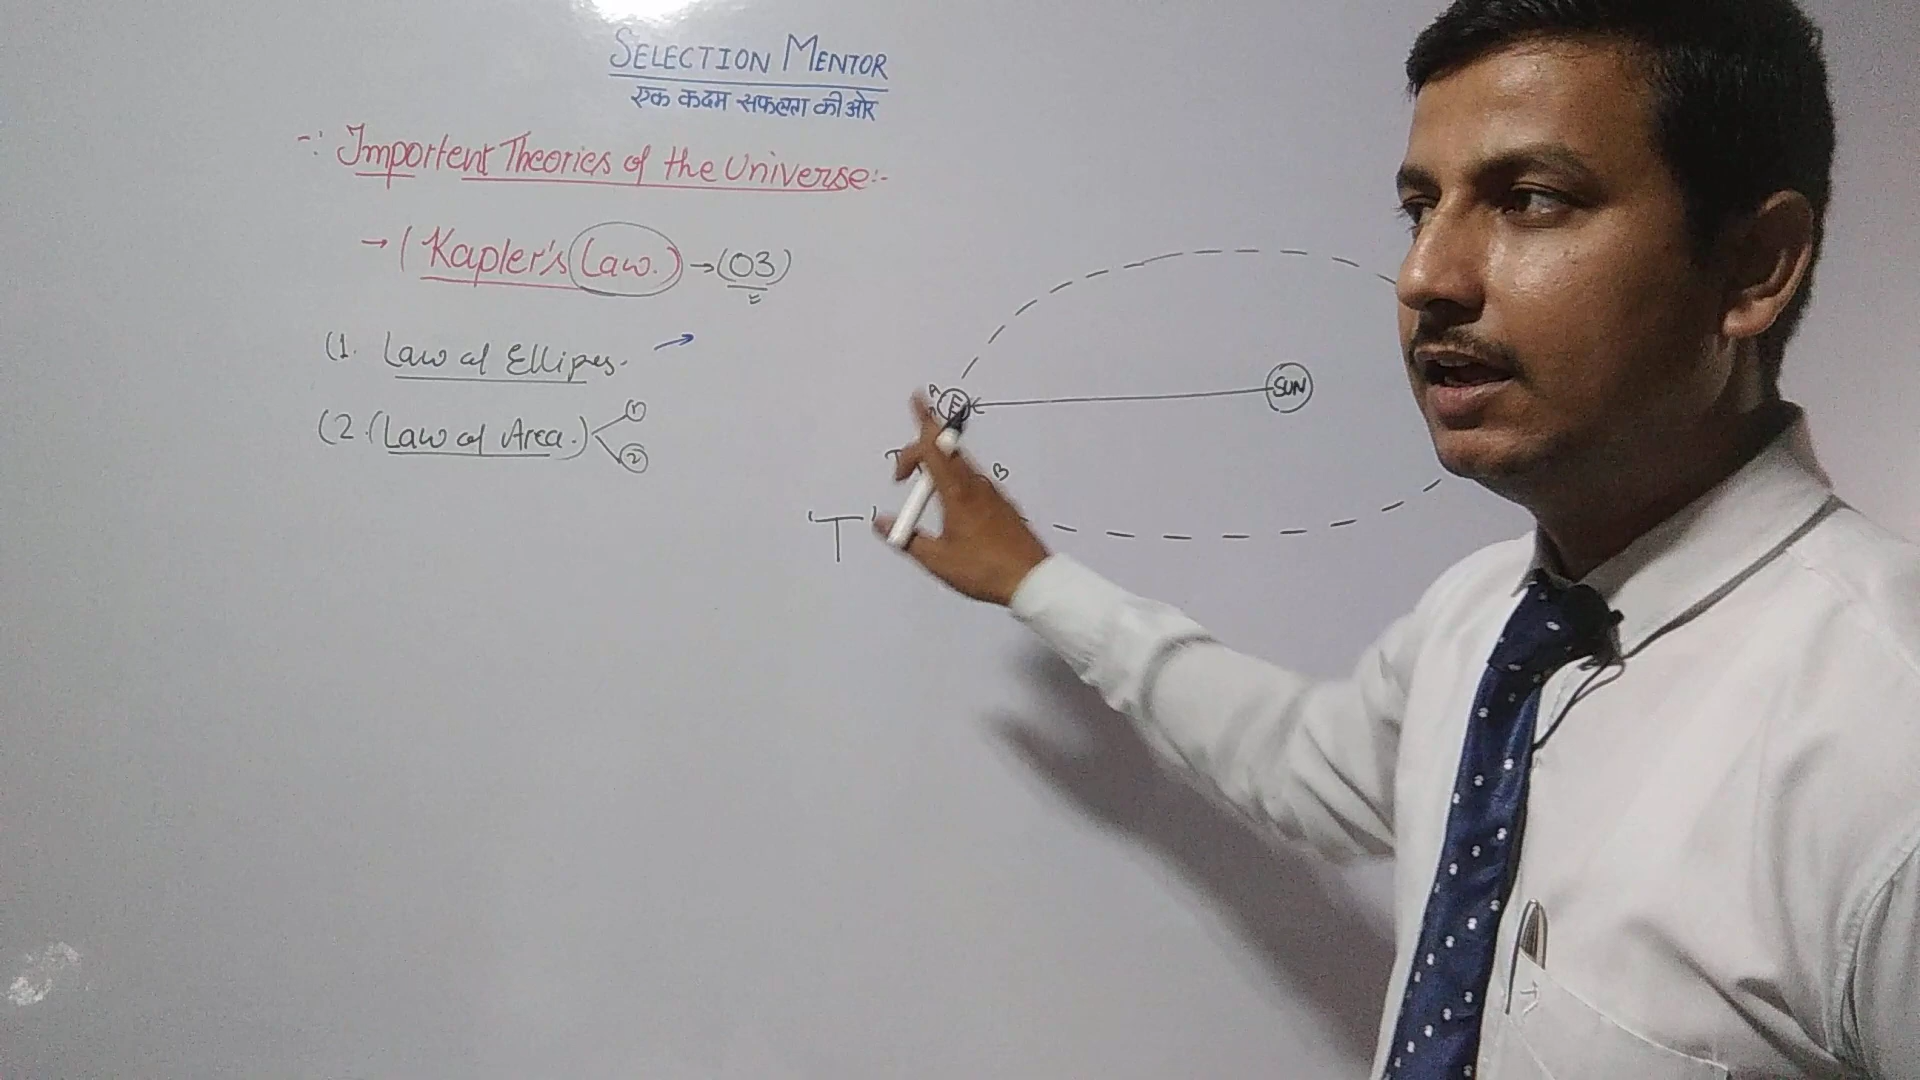 SELECTION MENTOR
एक कदम सफलता की ओर
-: Importent Theories of the Universe:-
→ (Kapler's (Law.) → (03)
(1. Law of Ellipes. →
(2. (Law of Area.) ① ②
SUN
A
E
B
'T'